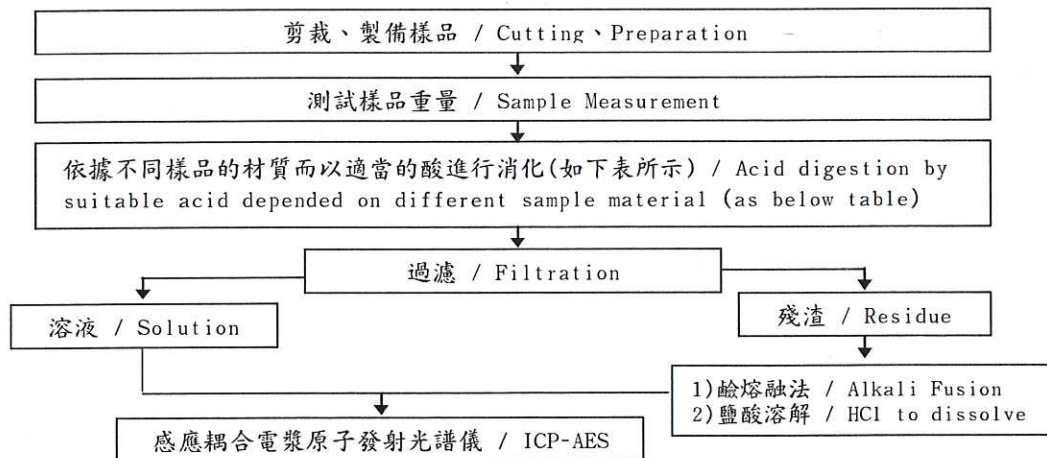 剪裁、製備樣品 / Cutting、Preparation
測試樣品重量 / Sample Measurement
依據不同樣品的材質而以適當的酸進行消化(如下表所示) / Acid digestion by
suitable acid depended on different sample material (as below table)
過濾 / Filtration
溶液 / Solution
殘渣 / Residue
1)鹼熔融法 / Alkali Fusion
2)鹽酸溶解 / HCl to dissolve
感應耦合電漿原子發射光譜儀 / ICP-AES